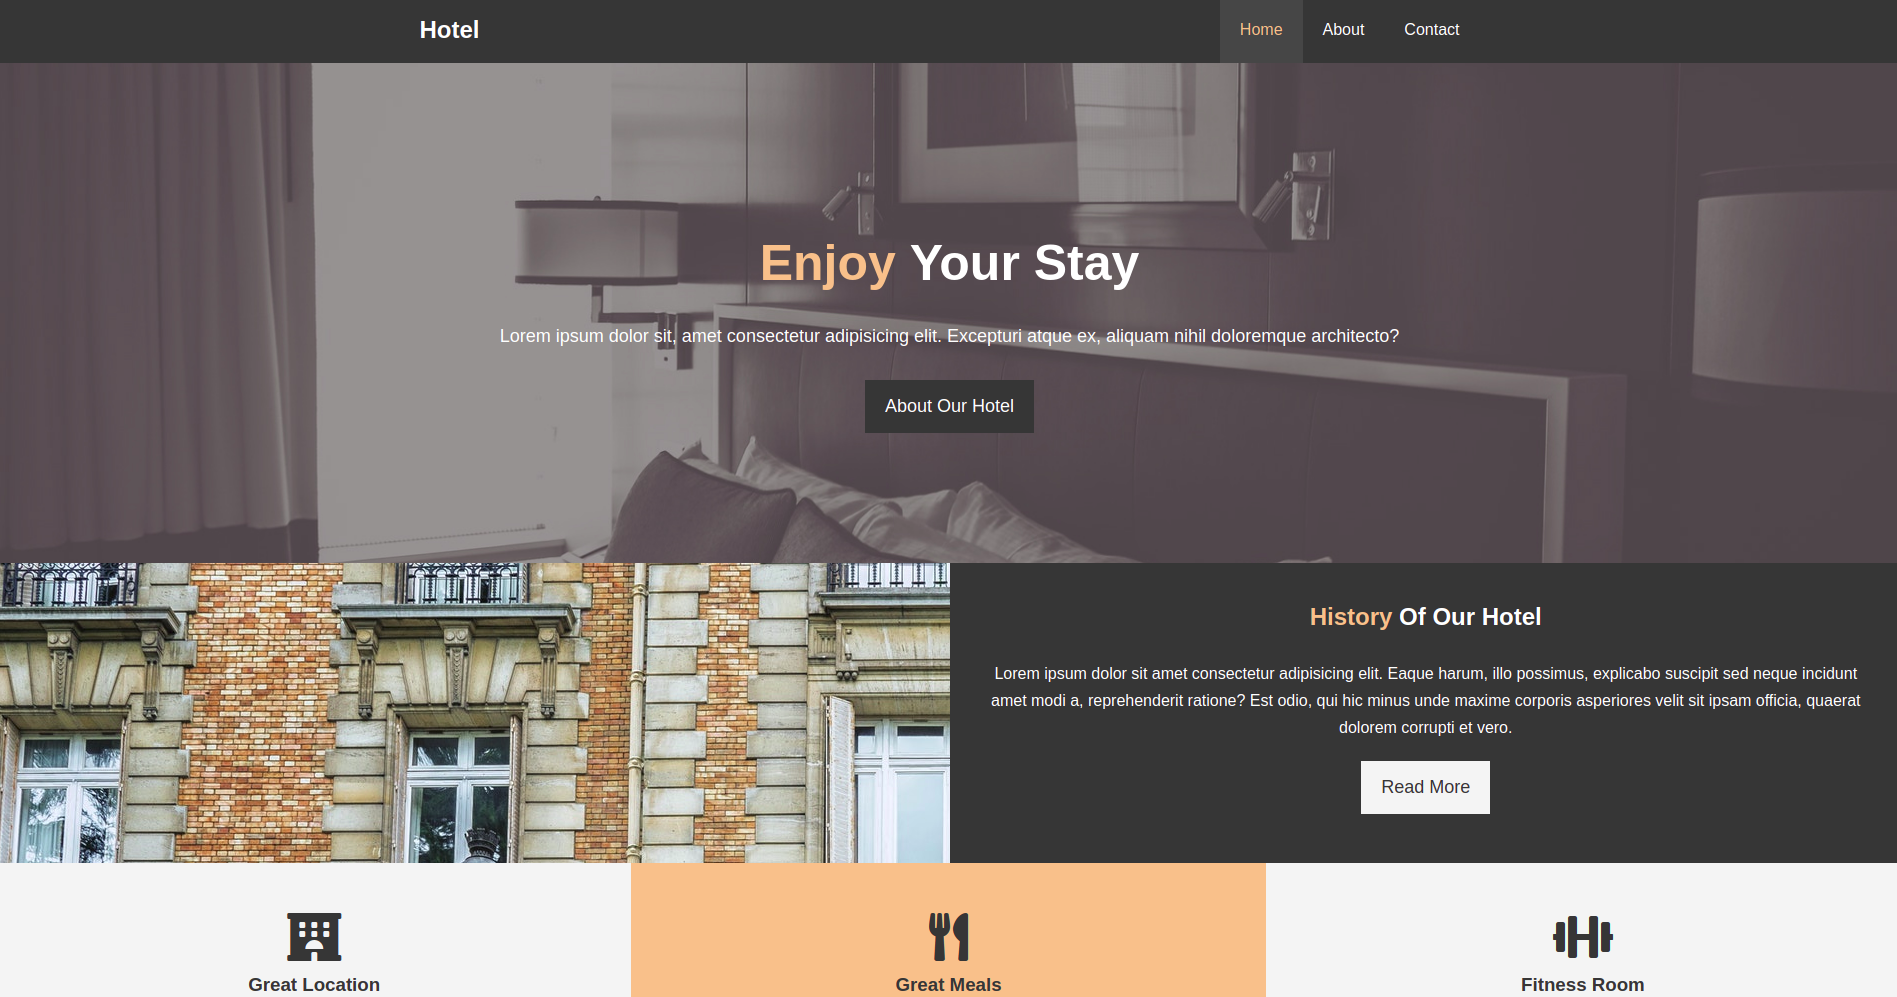 Hotel
Home About Contact
Enjoy Your Stay
Lorem ipsum dolor sit, amet consectetur adipisicing elit. Excepturi atque ex, aliquam nihil doloremque architecto?
About Our Hotel
History Of Our Hotel
Lorem ipsum dolor sit amet consectetur adipisicing elit. Eaque harum, illo possimus, explicabo suscipit sed neque incidunt
amet modi a, reprehenderit ratione? Est odio, qui hic minus unde maxime corporis asperiores velit sit ipsam officia, quaerat
dolorem corrupti et vero.
Read More
Great Location
Great Meals
Fitness Room